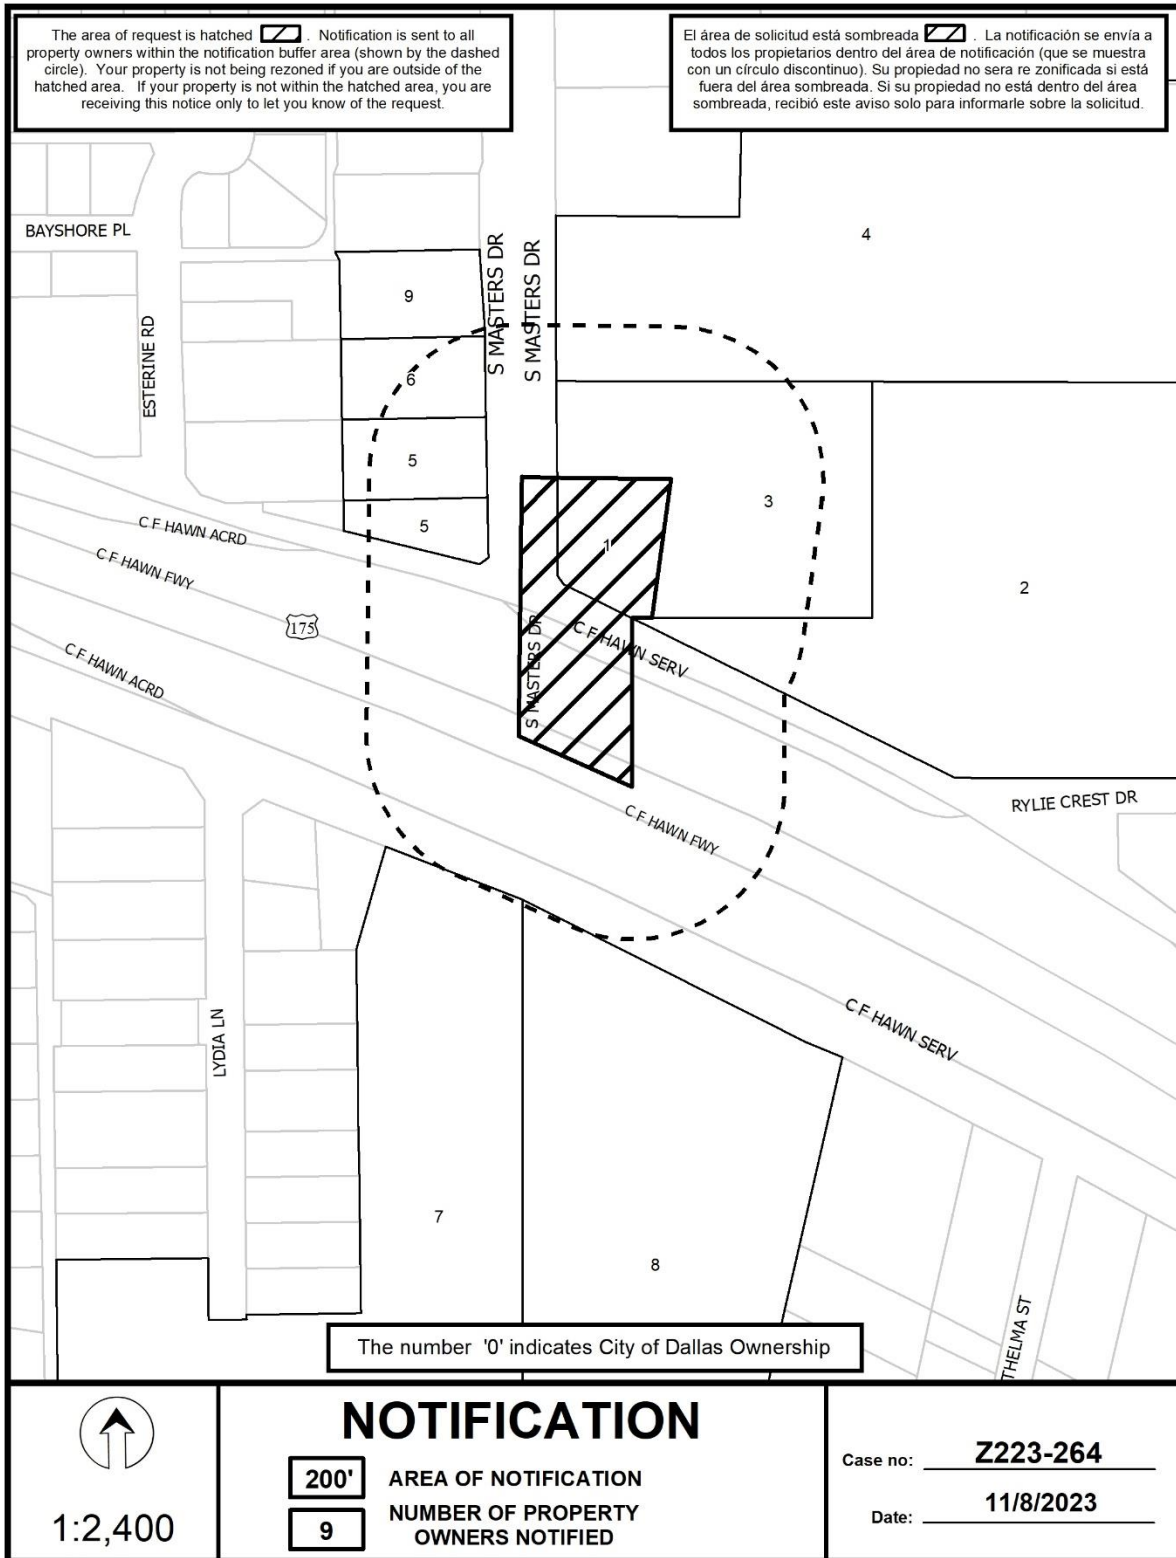 The area of request is hatched . Notification is sent to all
property owners within the notification buffer area (shown by the dashed
circle). Your property is not being rezoned if you are outside of the
hatched area. If your property is not within the hatched area, you are
receiving this notice only to let you know of the request.
El área de solicitud está sombreada . La notificación se envía a
todos los propietarios dentro del área de notificación (que se muestra
con un círculo discontinuo). Su propiedad no sera re zonificada si está
fuera del área sombreada. Si su propiedad no está dentro del área
sombreada, recibió este aviso solo para informarle sobre la solicitud.
BAYSHORE PL
4
S MASTERS DR
S MASTERS DR
9
ESTERINE RD
6
5
3
C F HAWN ACRD
5
1
C F HAWN FWY
2
175
C F HAWN SERV
C F HAWN ACRD
S MASTERS DR
RYLIE CREST DR
C F HAWN FWY
C F HAWN SERV
LYDIA LN
7
8
THELMA ST
The number '0' indicates City of Dallas Ownership
1:2,400
NOTIFICATION
200' AREA OF NOTIFICATION
9 NUMBER OF PROPERTY
OWNERS NOTIFIED
Case no: Z223-264
Date: 11/8/2023